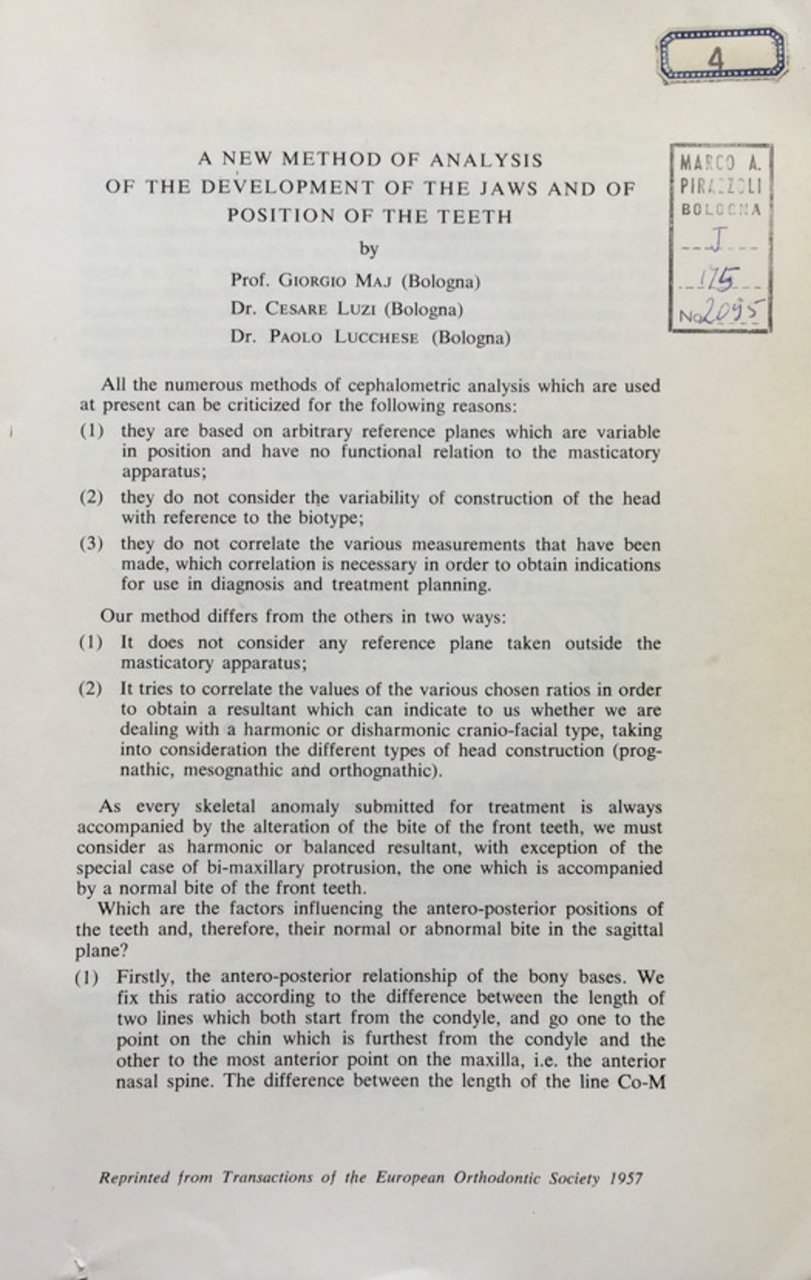 4
A NEW METHOD OF ANALYSIS
OF THE DEVELOPMENT OF THE JAWS AND OF
POSITION OF THE TEETH
by
Prof. GIORGIO MAJ (Bologna)
Dr. CESARE LUZI (Bologna)
Dr. PAOLO LUCCHESE (Bologna)
MARCO A.
PIRAZZOLI
BOLOGNA
I
175
No 2095
All the numerous methods of cephalometric analysis which are used
at present can be criticized for the following reasons:
(1) they are based on arbitrary reference planes which are variable
in position and have no functional relation to the masticatory
apparatus;
(2) they do not consider the variability of construction of the head
with reference to the biotype;
(3) they do not correlate the various measurements that have been
made, which correlation is necessary in order to obtain indications
for use in diagnosis and treatment planning.
Our method differs from the others in two ways:
(1) It does not consider any reference plane taken outside the
masticatory apparatus;
(2) It tries to correlate the values of the various chosen ratios in order
to obtain a resultant which can indicate to us whether we are
dealing with a harmonic or disharmonic cranio-facial type, taking
into consideration the different types of head construction (prog-
nathic, mesognathic and orthognathic).
As every skeletal anomaly submitted for treatment is always
accompanied by the alteration of the bite of the front teeth, we must
consider as harmonic or balanced resultant, with exception of the
special case of bi-maxillary protrusion, the one which is accompanied
by a normal bite of the front teeth.
Which are the factors influencing the antero-posterior positions of
the teeth and, therefore, their normal or abnormal bite in the sagittal
plane?
(1) Firstly, the antero-posterior relationship of the bony bases. We
fix this ratio according to the difference between the length of
two lines which both start from the condyle, and go one to the
point on the chin which is furthest from the condyle and the
other to the most anterior point on the maxilla, i.e. the anterior
nasal spine. The difference between the length of the line Co-M
Reprinted from Transactions of the European Orthodontic Society 1957